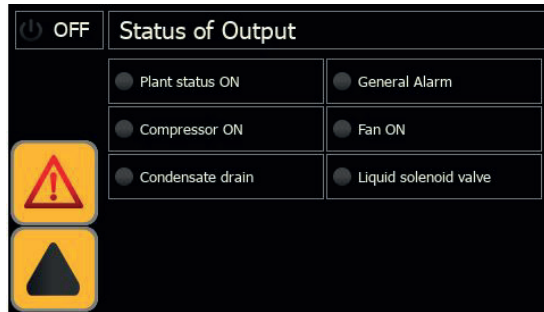 OFF
Status of Output
Plant status ON
General Alarm
Compressor ON
Fan ON
Condensate drain
Liquid solenoid valve